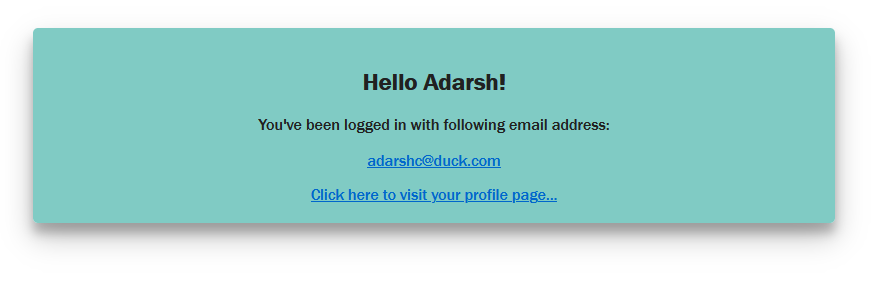 Hello Adarsh!
You've been logged in with following email address:
adarshc@duck.com
Click here to visit your profile page...